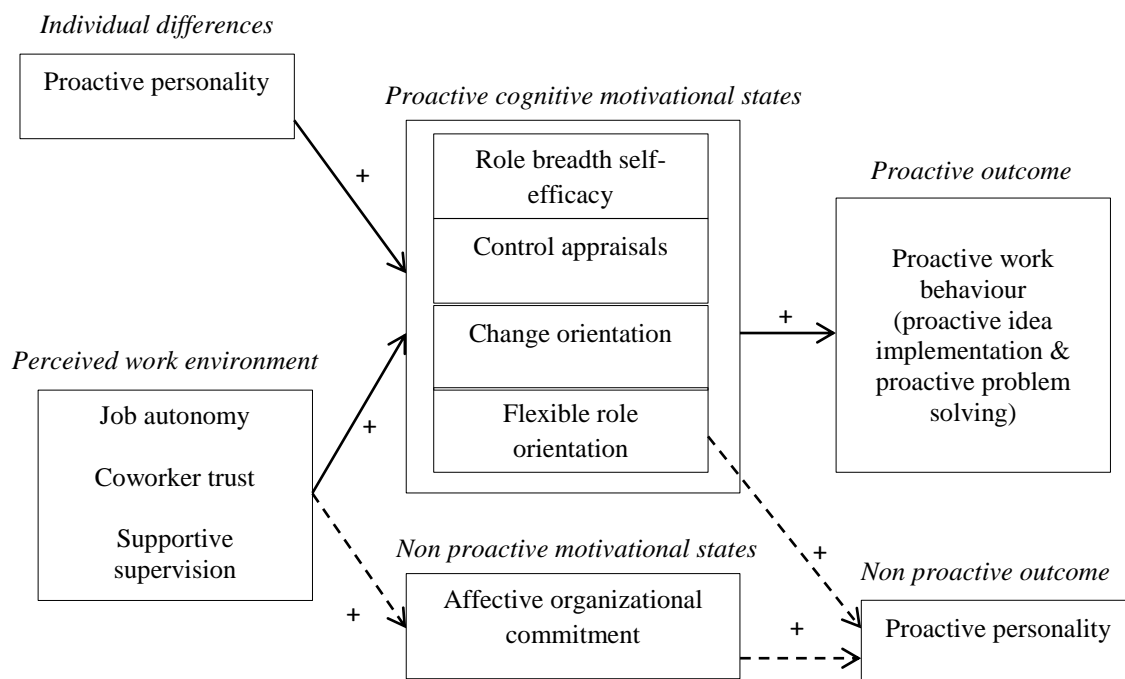 Individual differences
Proactive personality
Proactive cognitive motivational states
+
Role breadth self-
efficacy
Control appraisals
Change orientation
Flexible role
orientation
Proactive outcome
Proactive work
behaviour
(proactive idea
implementation &
proactive problem
solving)
+
Perceived work environment
Job autonomy
Coworker trust
Supportive
supervision
+
+
Non proactive motivational states
Affective organizational
commitment
+
+
Non proactive outcome
Proactive personality